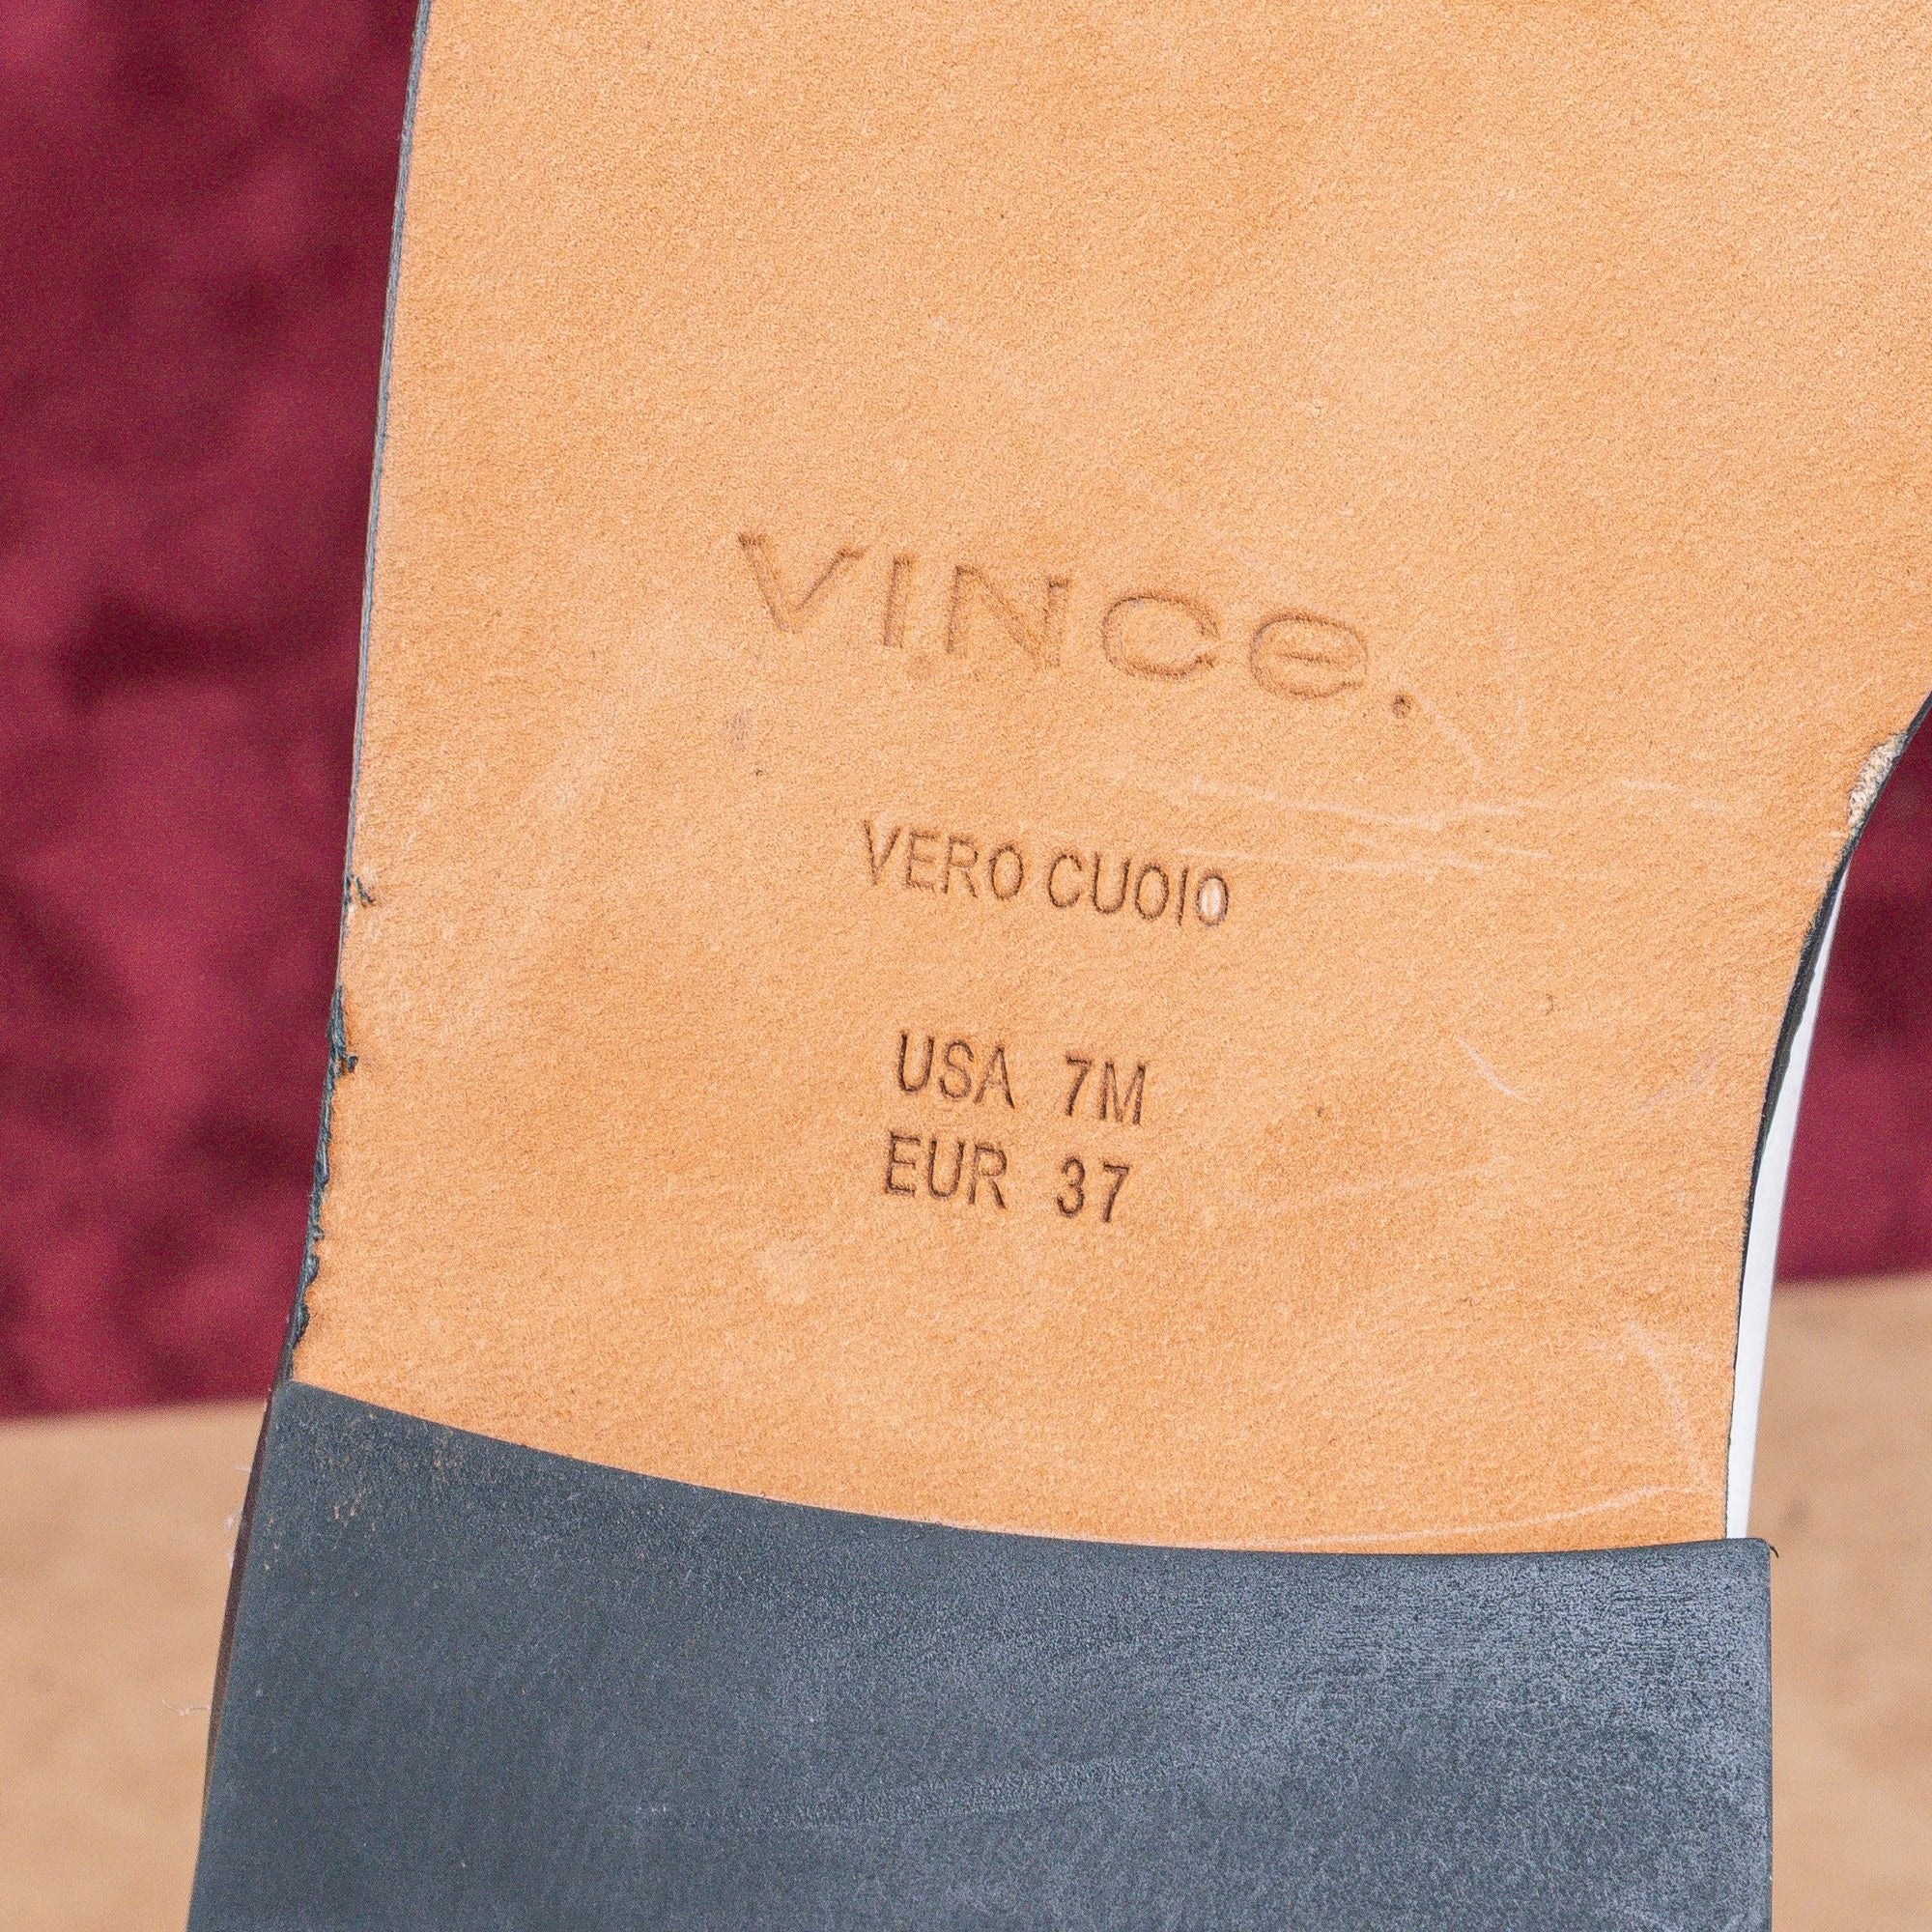 VINce.
VERO CUOIO
USA 7M
EUR 37